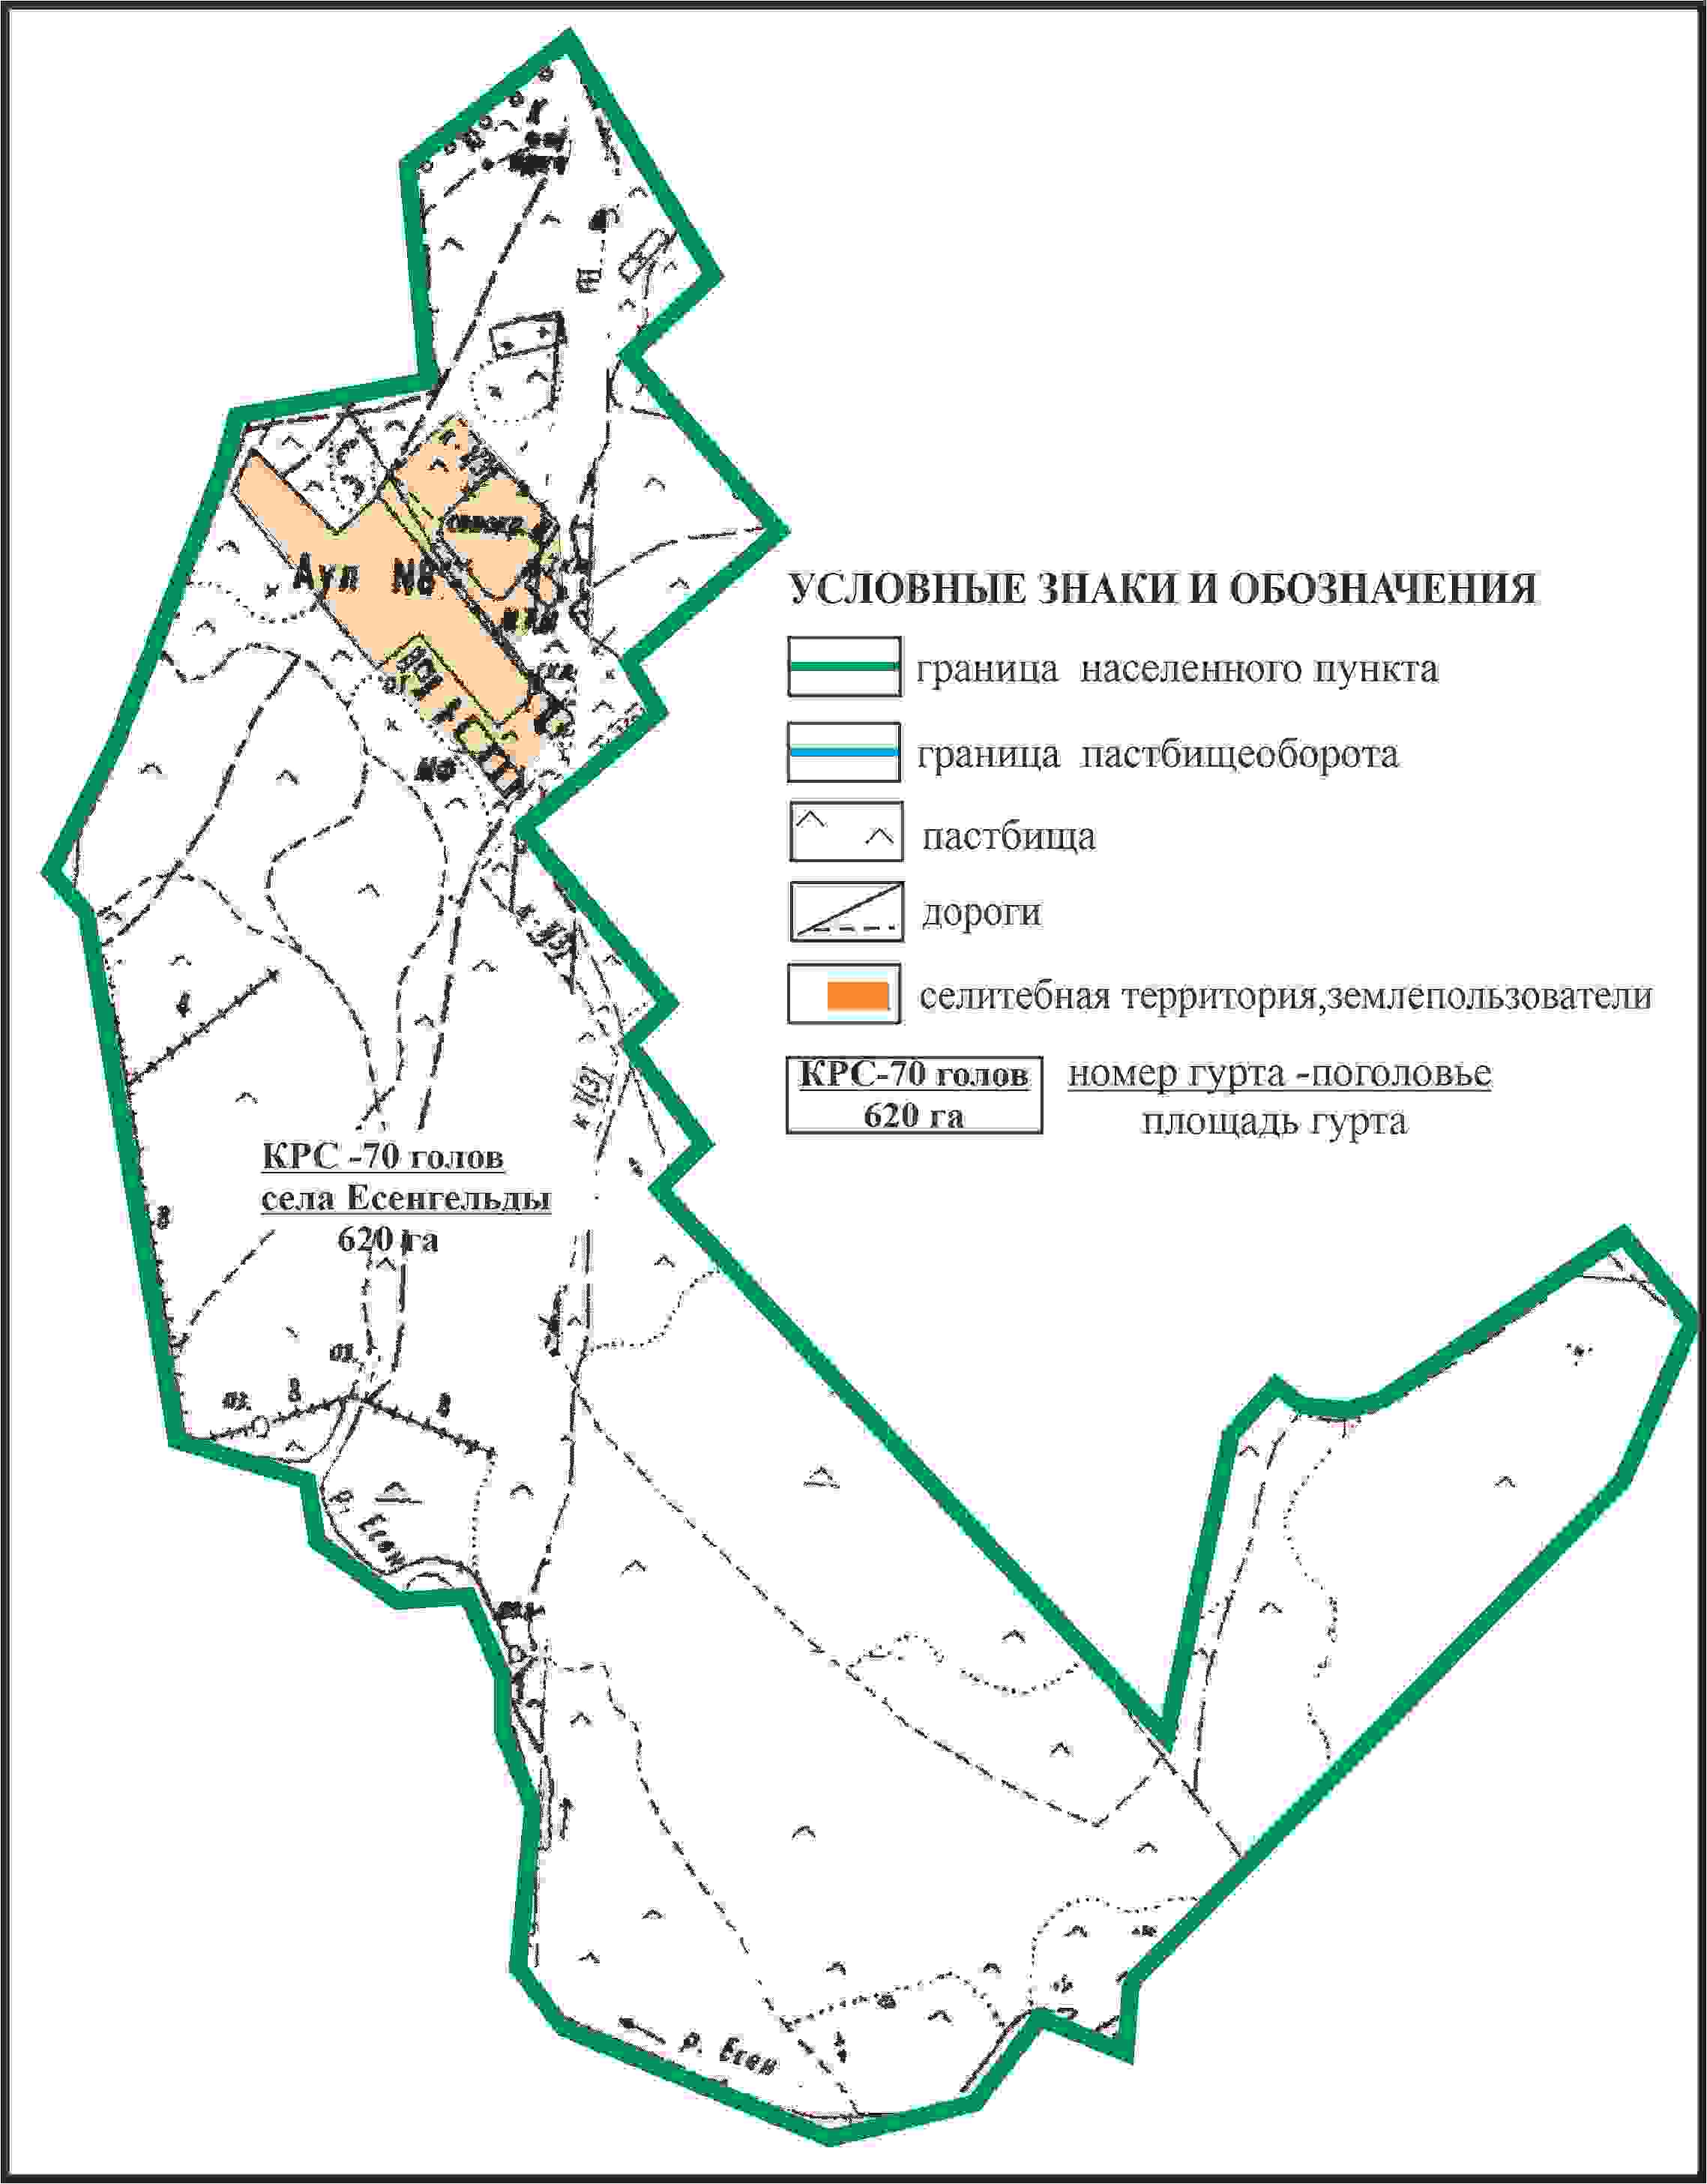 Аул №8
УСЛОВНЫЕ ЗНАКИ И ОБОЗНАЧЕНИЯ
граница населенного пункта
граница пастбищеоборота
пастбища
дороги
селитебная территория,землепользователи
КРС-70 голов
620 га
номер гурта -поголовье
площадь гурта
КРС -70 голов
села Есенгельды
620 га
р. Есен
р. Есен